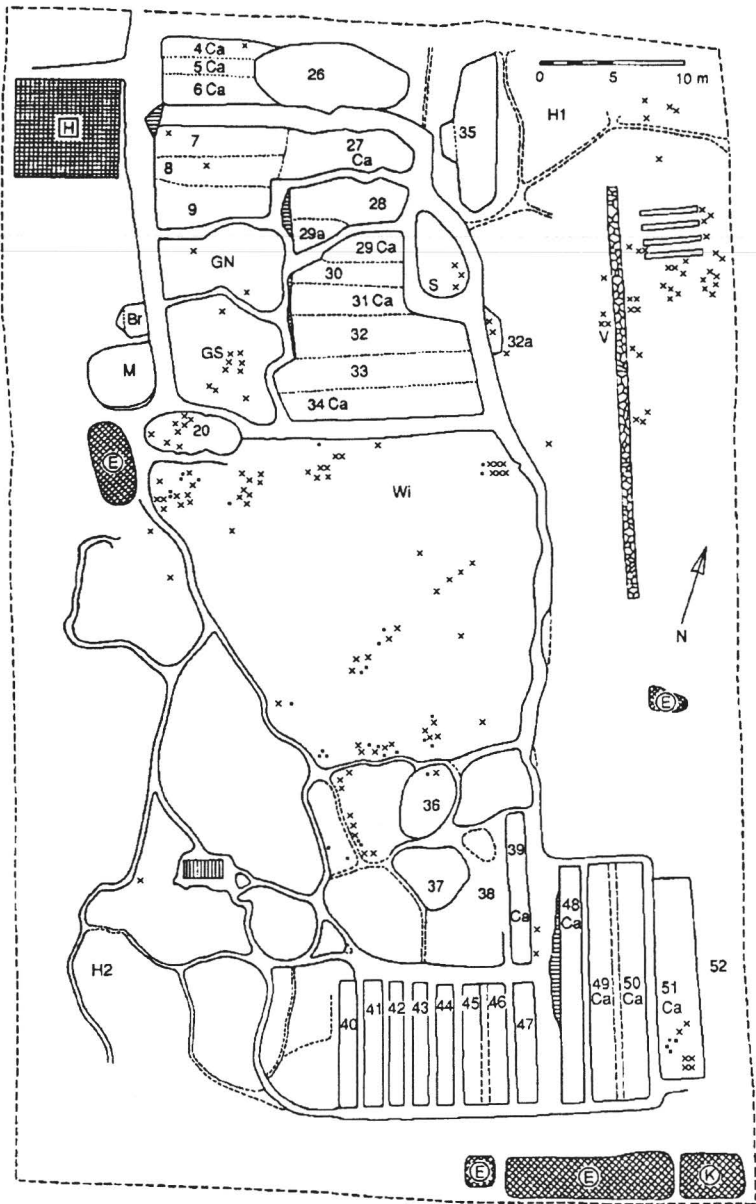 4 Ca
5 Ca
6 Ca
26
0 5 10 m
H1
35
H
7
27
Ca
8
28
9
29a
29 Ca
GN
30
S
31 Ca
Br
32
32a
V
GS
M
33
34 Ca
20
E
Wi
N
E
36
39
37
38
Ca
48
Ca
49
Ca
50
Ca
51
Ca
52
H2
40
41
42
43
44
45
46
47
E
E
K